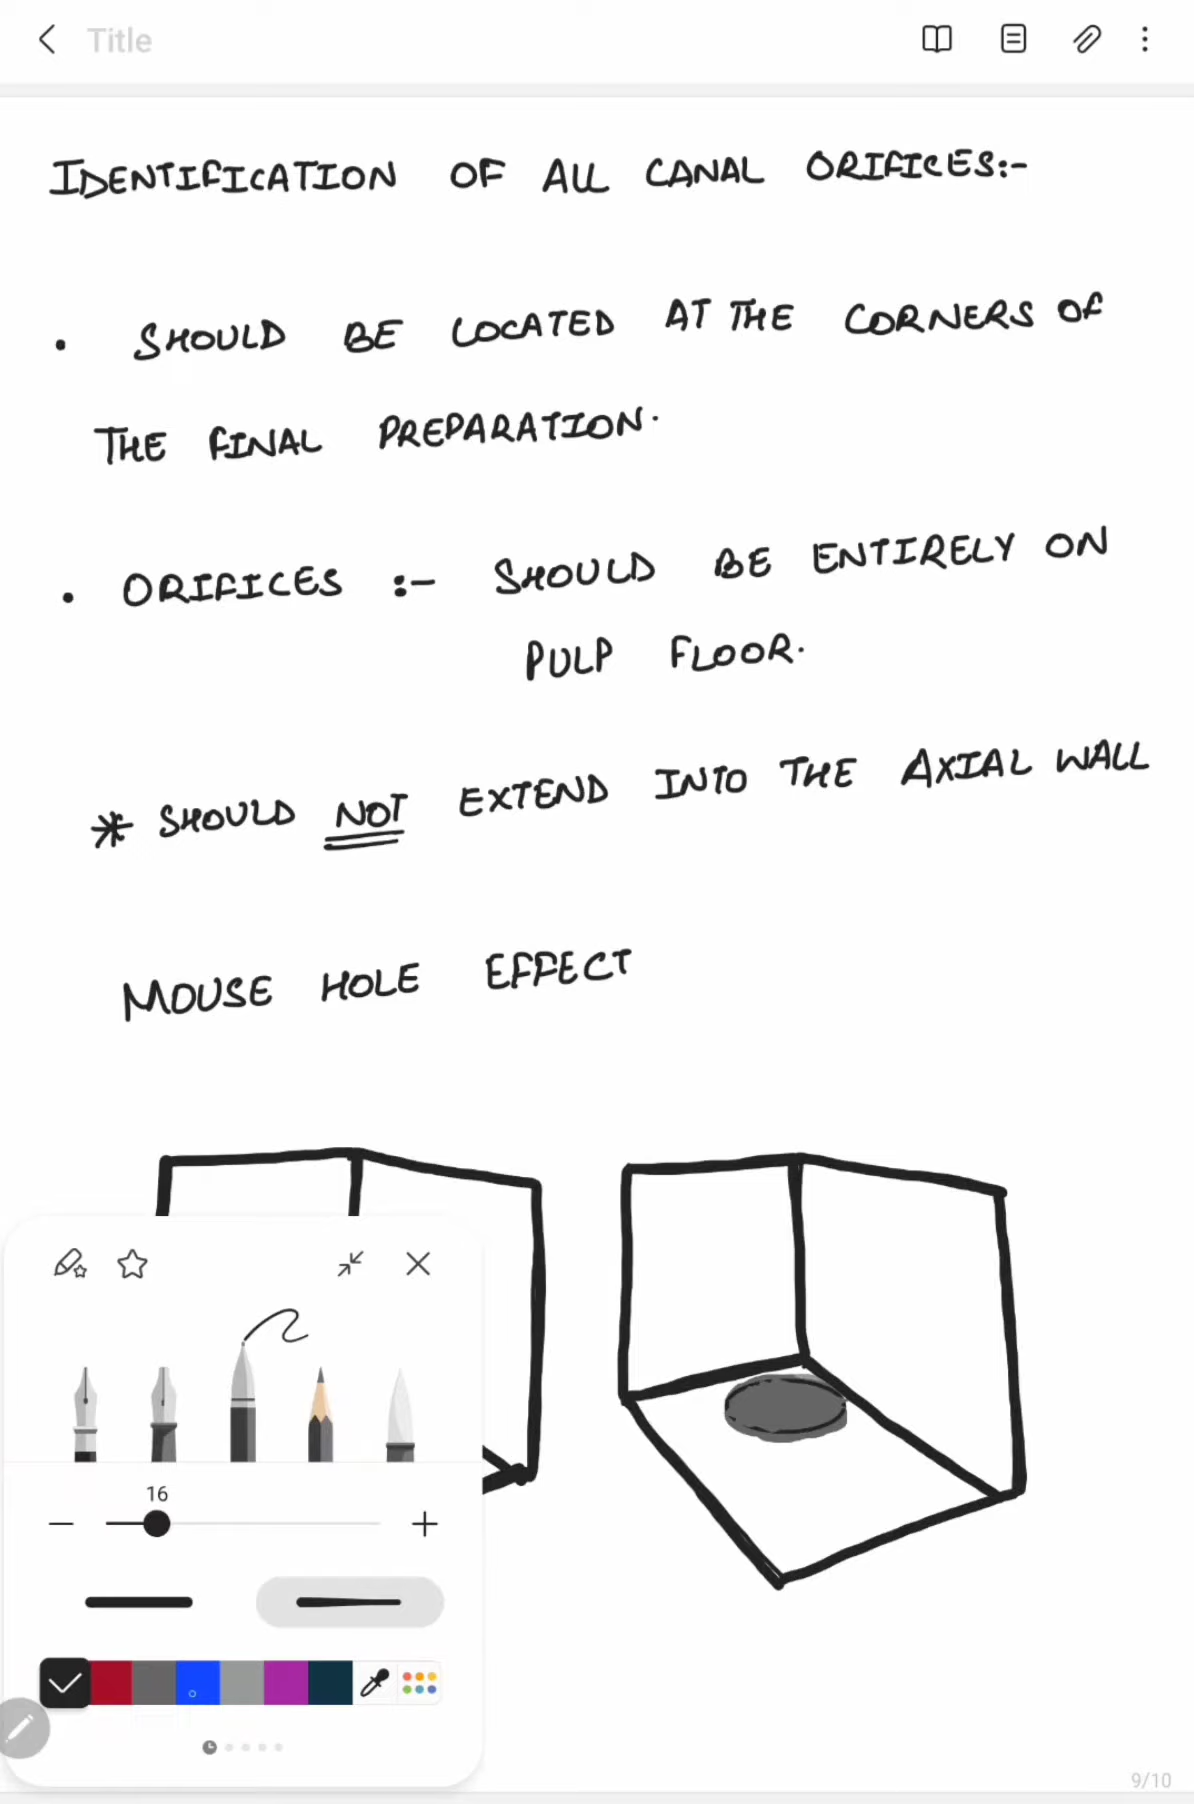 Title
IDENTIFICATION OF ALL CANAL ORIFICES:-
• SHOULD BE LOCATED AT THE CORNERS OF
THE FINAL PREPARATION.
• ORIFICES :- SHOULD BE ENTIRELY ON
PULP FLOOR.
* SHOULD NOT EXTEND INTO THE AXIAL WALL
MOUSE HOLE EFFECT
16
9/10